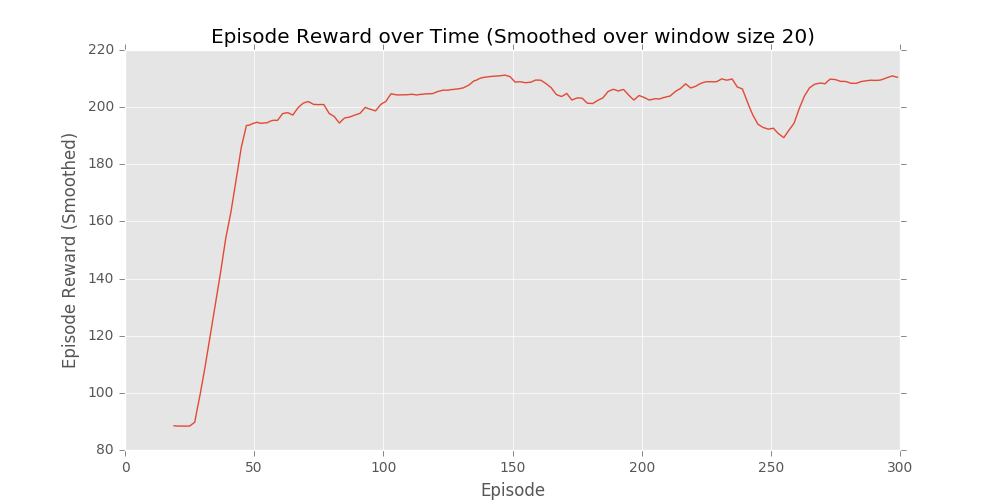 Episode Reward over Time (Smoothed over window size 20)
220
200
180
160
140
120
100
80
Episode Reward (Smoothed)
0 50 100 150 200 250 300
Episode